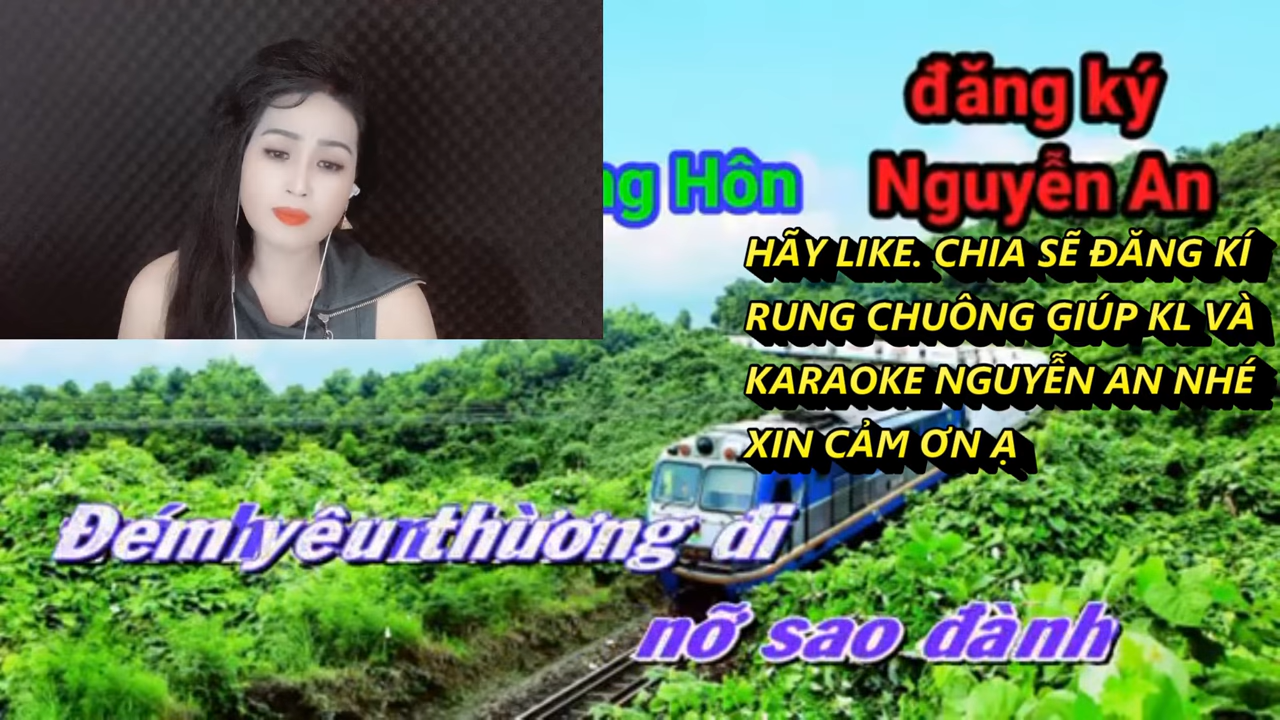 đăng ký
ng Hôn
Nguyễn An
HÃY LIKE. CHIA SẼ ĐĂNG KÍ
RUNG CHUÔNG GIÚP KL VÀ
KARAOKE NGUYỄN AN NHÉ
XIN CẢM ƠN Ạ
yêu thương đi
nỡ sao đành